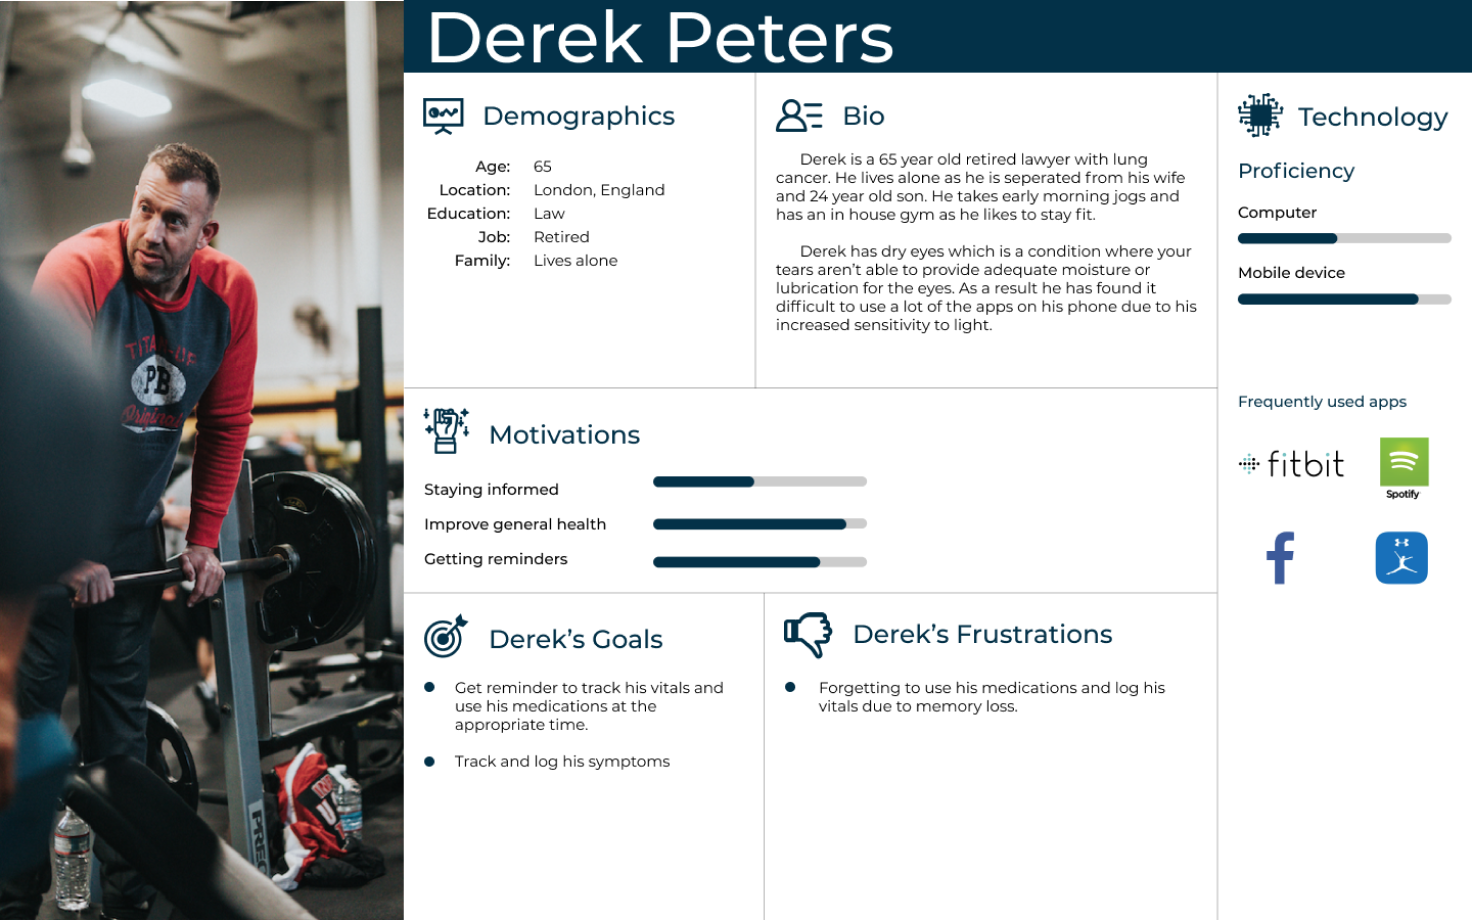 Derek Peters
Demographics
Age: 65
Location: London, England
Education: Law
Job: Retired
Family: Lives alone
Bio
Derek is a 65 year old retired lawyer with lung
cancer. He lives alone as he is seperated from his wife
and 24 year old son. He takes early morning jogs and
has an in house gym as he likes to stay fit.
Derek has dry eyes which is a condition where your
tears aren't able to provide adequate moisture or
lubrication for the eyes. As a result he has found it
difficult to use a lot of the apps on his phone due to his
increased sensitivity to light.
Technology
Proficiency
Computer
Mobile device
Frequently used apps
fitbit
Spotify
f
Motivations
Staying informed
Improve general health
Getting reminders
Derek's Goals
Get reminder to track his vitals and
use his medications at the
appropriate time.
Track and log his symptoms
Derek's Frustrations
Forgetting to use his medications and log his
vitals due to memory loss.
PB
Original